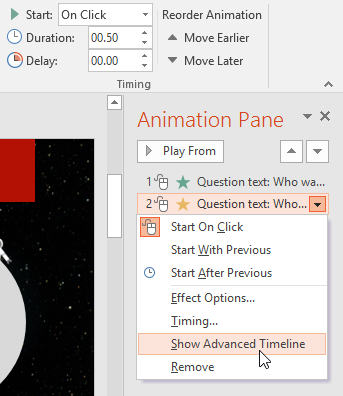 Start: On Click
Reorder Animation
Duration: 00.50
Move Earlier
Delay: 00.00
Move Later
Timing
Animation Pane
Play From
1 Question text: Who wa...
2 Question text: Who...
Start On Click
Start With Previous
Start After Previous
Effect Options...
Timing...
Show Advanced Timeline
Remove